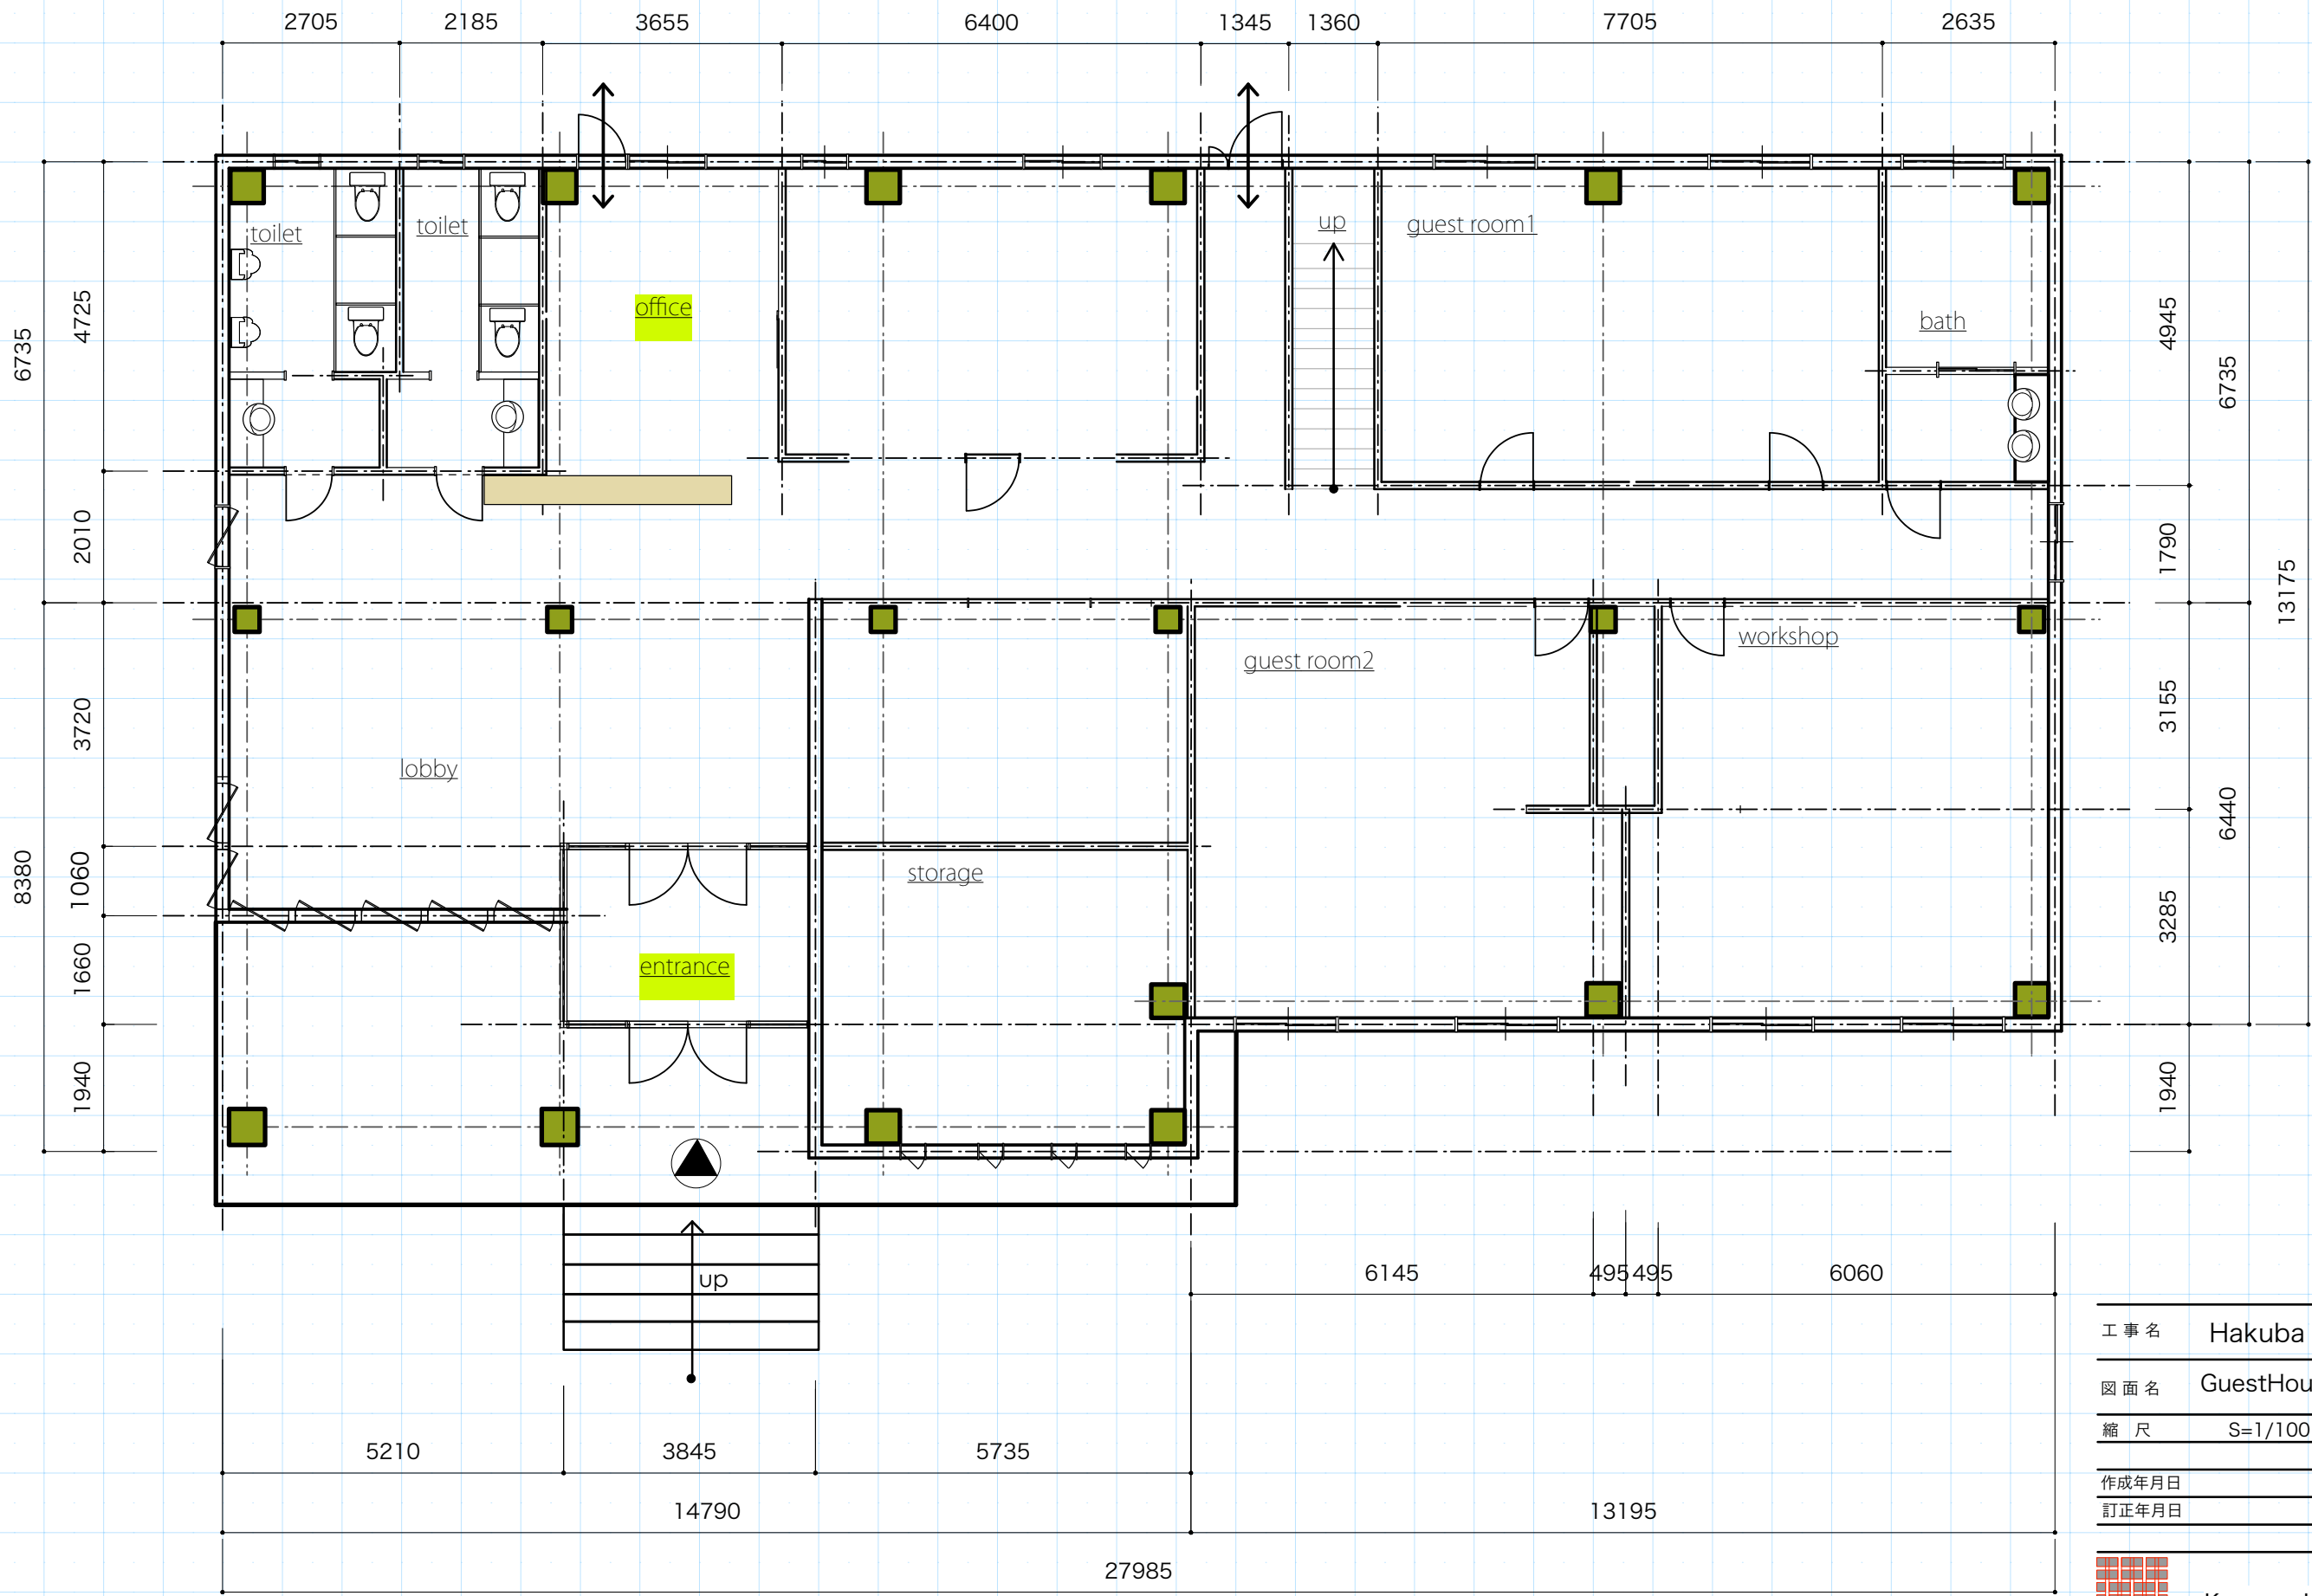 2705 2185 3655 6400 1345 1360 7705 2635
toilet
toilet
up
guest room1
office
bath
4725
6735
4945
6735
2010
1790
13175
workshop
guest room2
3720
3155
lobby
6440
8380
1060
storage
3285
entrance
1660
1940
1940
up
6145 495 495 6060
工事名 Hakuba
図面名 GuestHou
縮 尺 S=1/100
5210 3845 5735
作成年月日
訂正年月日
14790 13195
27985